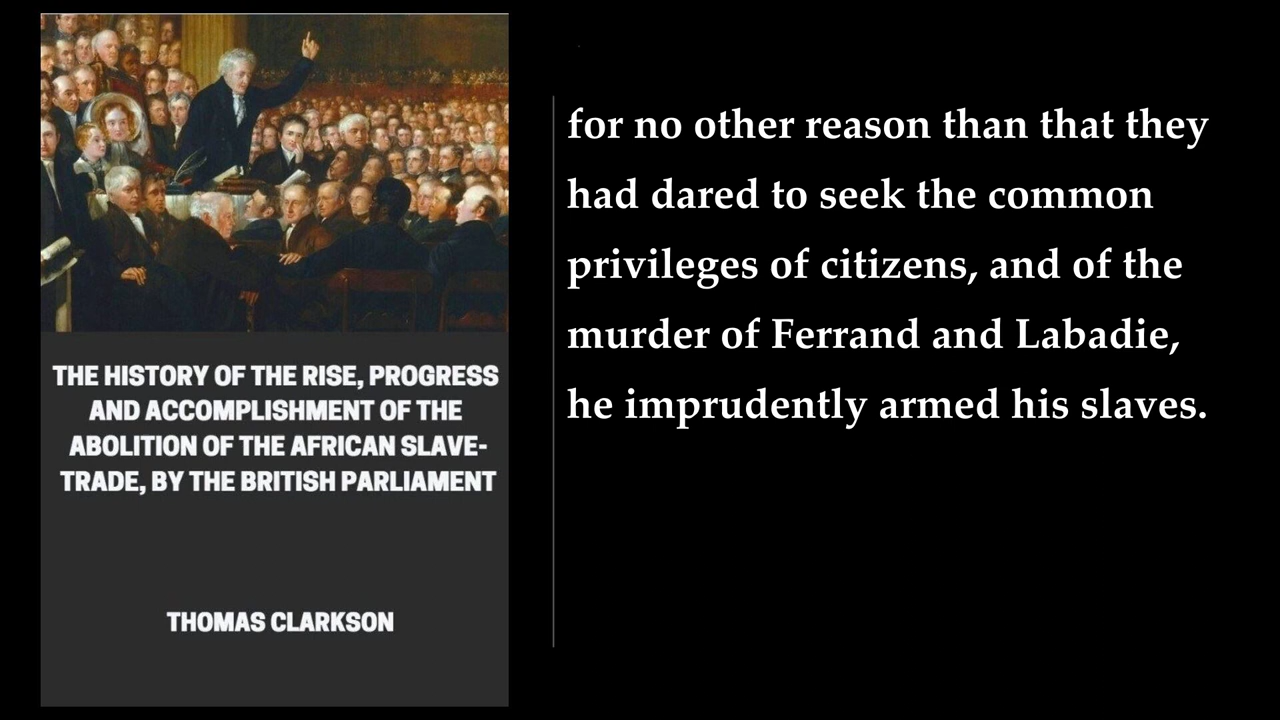 THE HISTORY OF THE RISE, PROGRESS
AND ACCOMPLISHMENT OF THE
ABOLITION OF THE AFRICAN SLAVE-
TRADE, BY THE BRITISH PARLIAMENT
THOMAS CLARKSON
for no other reason than that they
had dared to seek the common
privileges of citizens, and of the
murder of Ferrand and Labadie,
he imprudently armed his slaves.